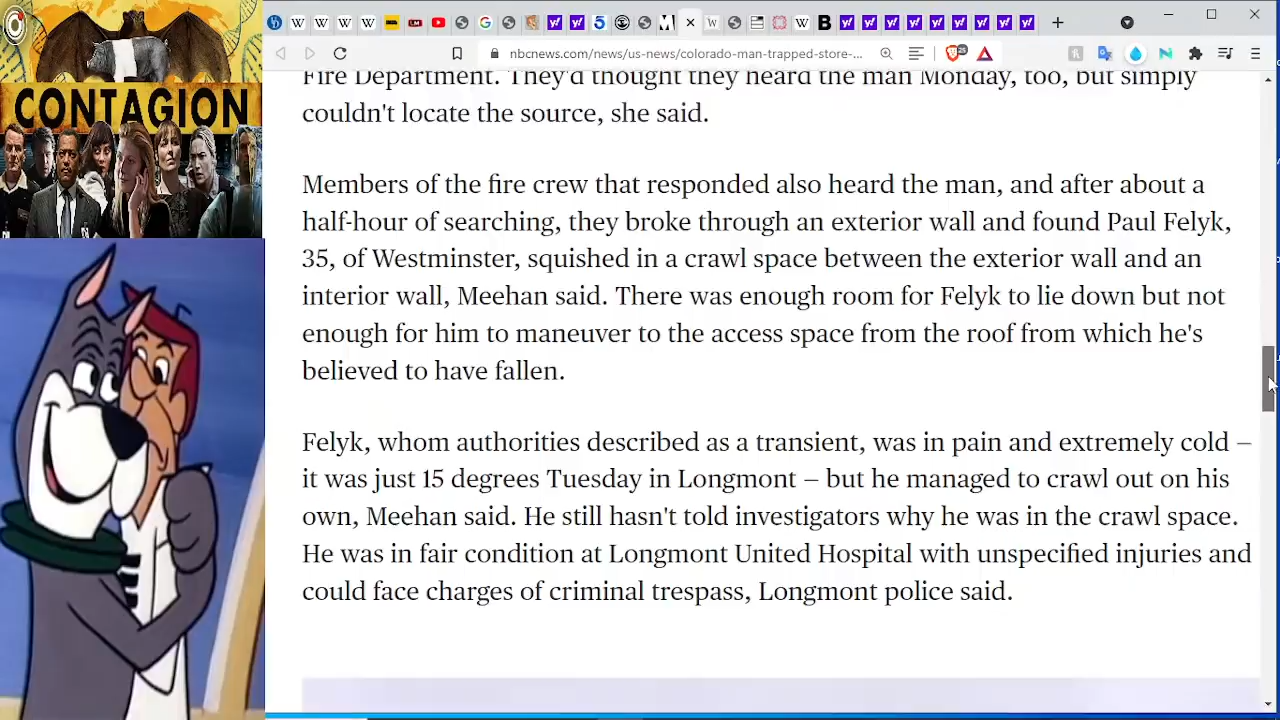 CONTAGION
nbcnews.com/news/us-news/colorado-man-trapped-store-...
Fire Department. They'd thought they heard the man Monday, too, but simply
couldn't locate the source, she said.
Members of the fire crew that responded also heard the man, and after about a
half-hour of searching, they broke through an exterior wall and found Paul Felyk,
35, of Westminster, squished in a crawl space between the exterior wall and an
interior wall, Meehan said. There was enough room for Felyk to lie down but not
enough for him to maneuver to the access space from the roof from which he's
believed to have fallen.
Felyk, whom authorities described as a transient, was in pain and extremely cold —
it was just 15 degrees Tuesday in Longmont — but he managed to crawl out on his
own, Meehan said. He still hasn't told investigators why he was in the crawl space.
He was in fair condition at Longmont United Hospital with unspecified injuries and
could face charges of criminal trespass, Longmont police said.